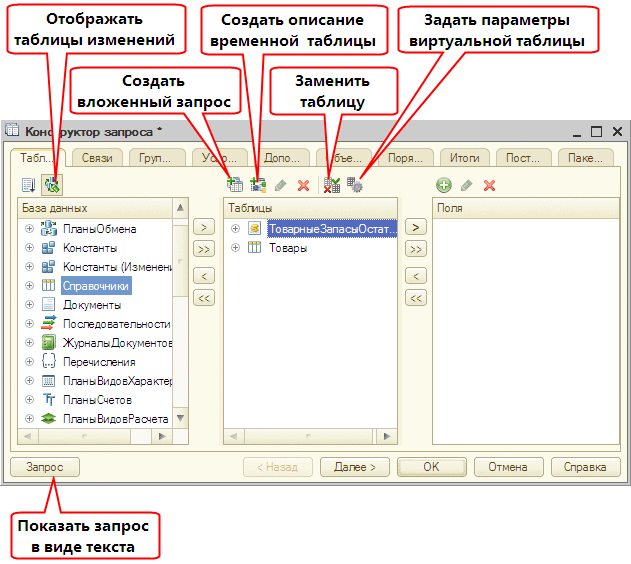 Отображать
таблицы изменений
Создать описание
временной таблицы
Задать параметры
виртуальной таблицы
Создать
вложенный запрос
Заменить
таблицу
Конструктор запроса *
Табл... Связи Груп... Усло... Допо... Объе... Поря... Итоги Пост... Паке...
База данных
ПланыОбмена
Константы
Константы (Изменени
Справочники
Документы
Последовательности
ЖурналыДокументов
Перечисления
ПланыВидовХарактер
ПланыСчетов
ПланыВидовРасчета
>
>>
<
<<
Таблицы
ТоварныеЗапасыОстат...
Товары
>
>>
<
<<
Поля
Запрос < Назад Далее > OK Отмена Справка
Показать запрос
в виде текста